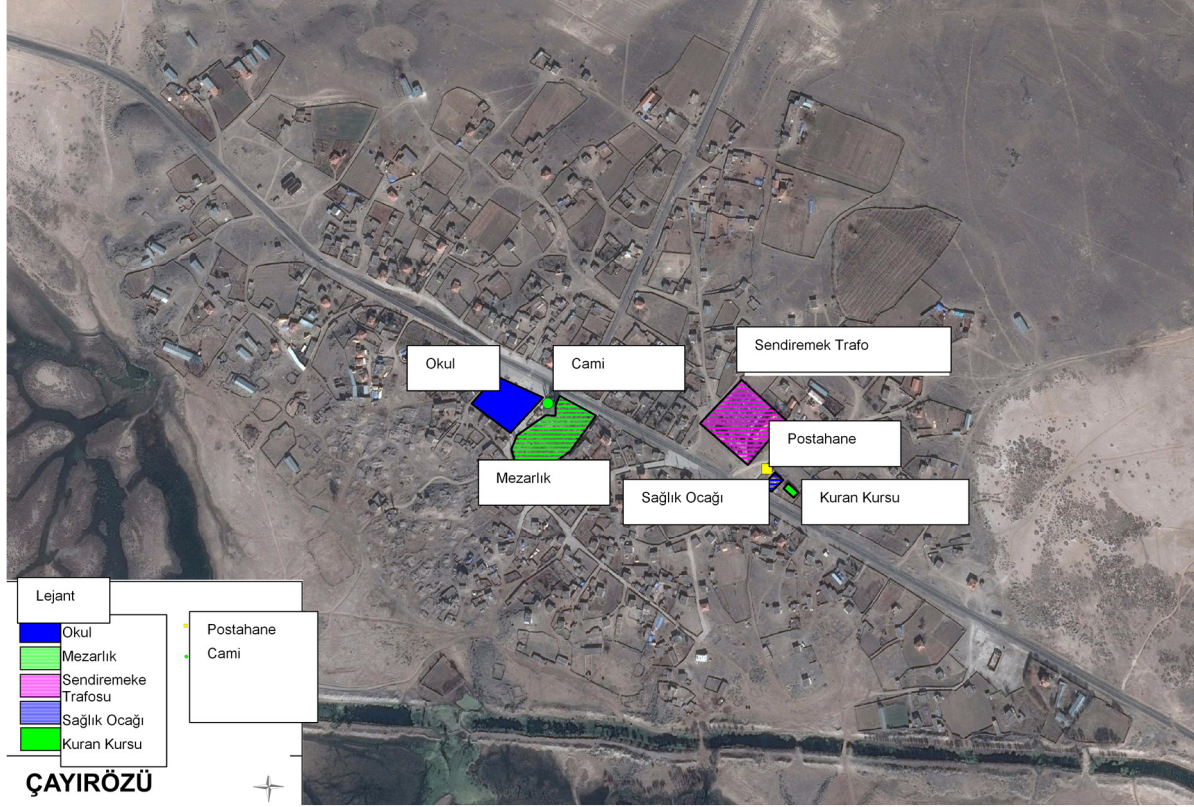 Sendiremek Trafo
Okul
Cami
Postahane
Mezarlık
Sağlık Ocağı
Kuran Kursu
Lejant
Okul
Mezarlık
Sendiremeke
Trafosu
Sağlık Ocağı
Kuran Kursu
Postahane
Cami
ÇAYIRÖZÜ